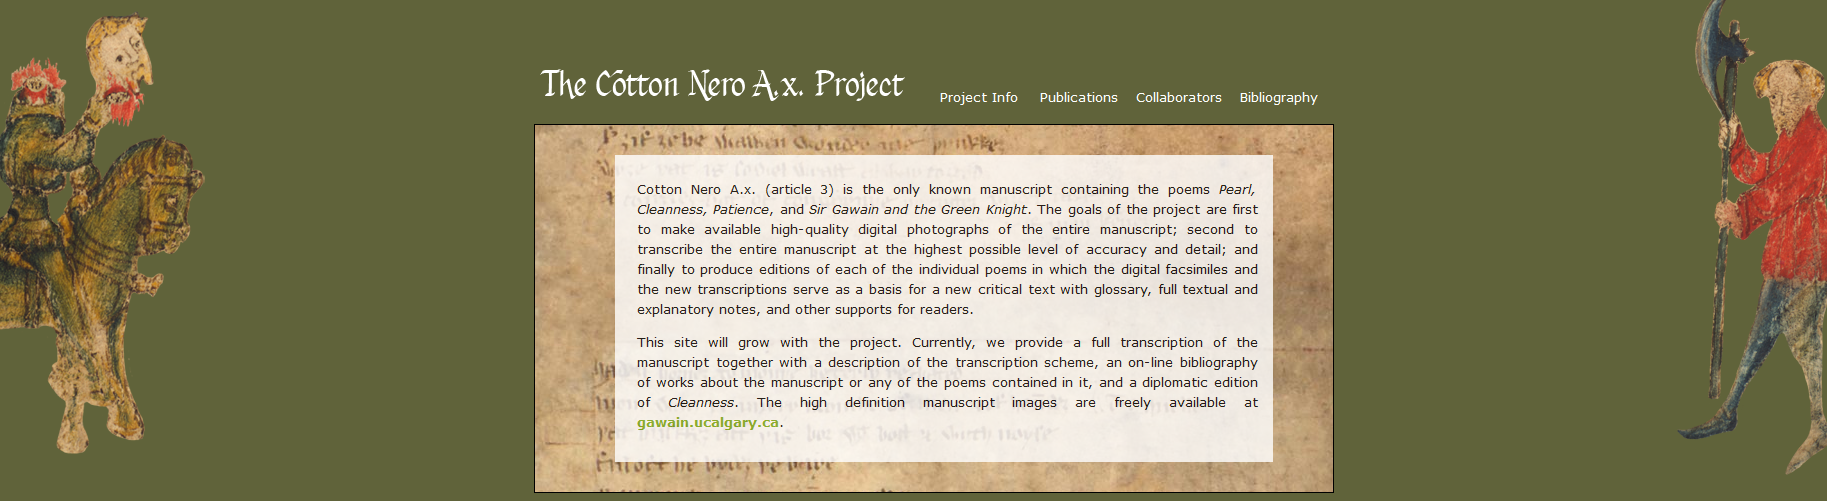 The Cotton Nero A.x. Project
Project Info Publications Collaborators Bibliography
Cotton Nero A.x. (article 3) is the only known manuscript containing the poems Pearl,
Cleanness, Patience, and Sir Gawain and the Green Knight. The goals of the project are first
to make available high-quality digital photographs of the entire manuscript; second to
transcribe the entire manuscript at the highest possible level of accuracy and detail; and
finally to produce editions of each of the individual poems in which the digital facsimiles and
the new transcriptions serve as a basis for a new critical text with glossary, full textual and
explanatory notes, and other supports for readers.
This site will grow with the project. Currently, we provide a full transcription of the
manuscript together with a description of the transcription scheme, an on-line bibliography
of works about the manuscript or any of the poems contained in it, and a diplomatic edition
of Cleanness. The high definition manuscript images are freely available at
gawain.ucalgary.ca.